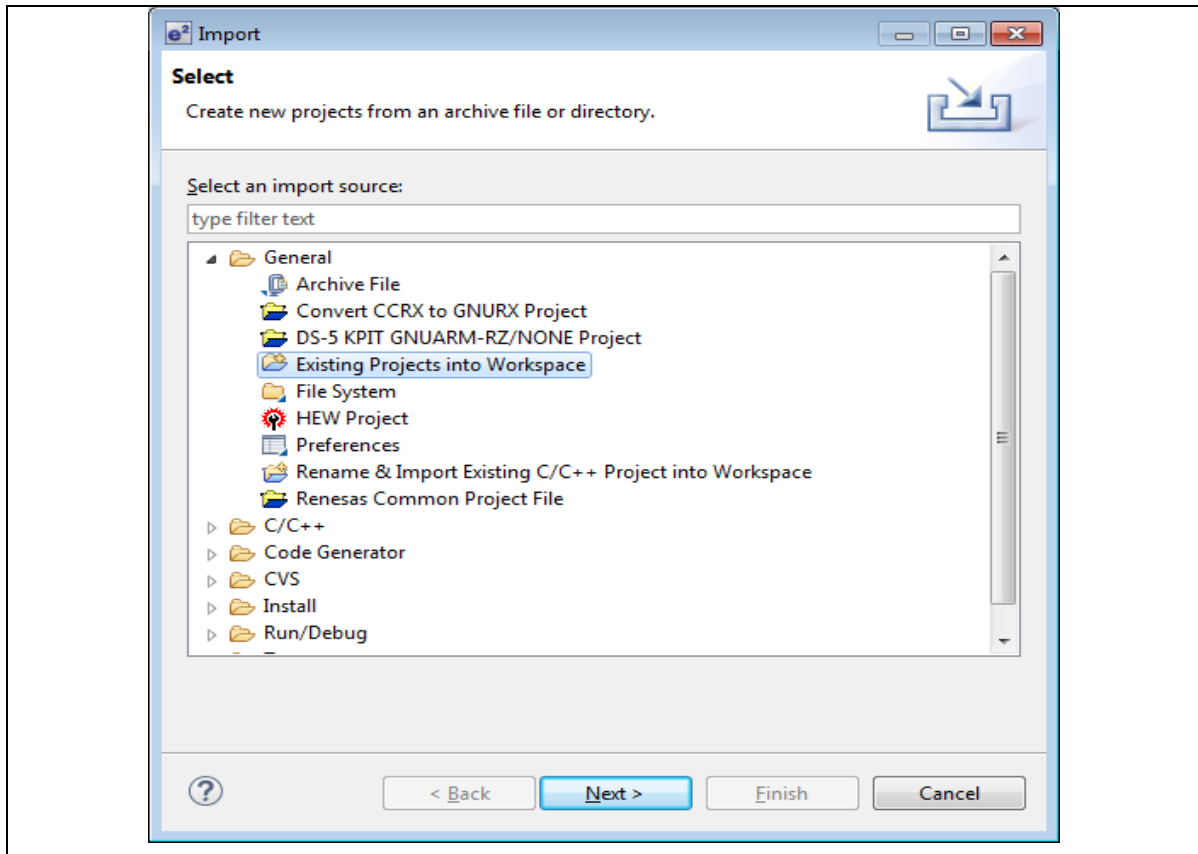 e² Import
Select
Create new projects from an archive file or directory.
Select an import source:
type filter text
General
Archive File
Convert CCRX to GNURX Project
DS-5 KPIT GNUARM-RZ/NONE Project
Existing Projects into Workspace
File System
HEW Project
Preferences
Rename & Import Existing C/C++ Project into Workspace
Renesas Common Project File
C/C++
Code Generator
CVS
Install
Run/Debug
? < Back Next > Finish Cancel